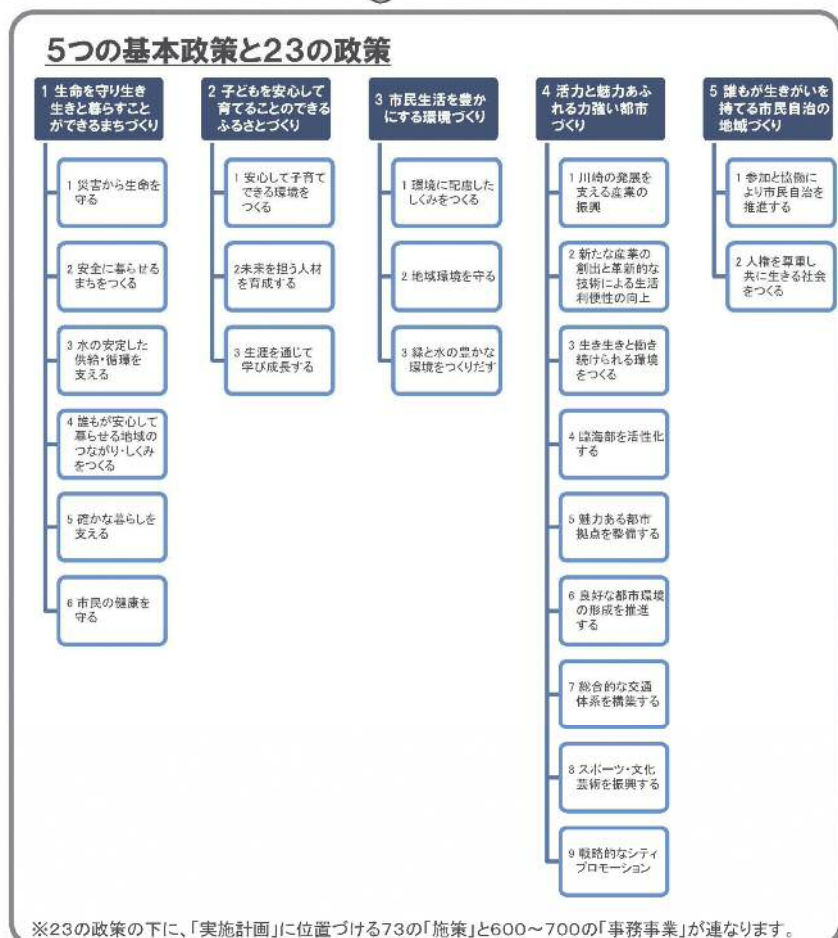 5つの基本政策と23の政策
1 生命を守り生き
生きと暮らすこと
ができるまちづくり
1 災害から生命を
守る
2 安全に暮らせる
まちをつくる
3 水の安定した
供給・循環を
支える
4 誰もが安心して
暮らせる地域の
つながり・しくみ
をつくる
5 確かな暮らしを
支える
6 市民の健康を
守る
2 子どもを安心して
育てることのできる
ふるさとづくり
1 安心して子育て
できる環境を
つくる
2未来を担う人材
を育成する
3 生涯を通じて
学び成長する
3 市民生活を豊か
にする環境づくり
1 環境に配慮した
しくみをつくる
2 地域環境を守る
3 緑と水の豊かな
環境をつくりだす
4 活力と魅力あふ
れる力強い都市
づくり
1 川崎の発展を
支える産業の
振興
2 新たな産業の
創出と革新的な
技術による生活
利便性の向上
3 生き生きと働き
続けられる環境
をつくる
4 臨海部を活性化
する
5 魅力ある都市
拠点を整備する
6 良好な都市環境
の形成を推進
する
7 総合的な交通
体系を構築する
8 スポーツ・文化
芸術を振興する
9 戦略的なシティ
プロモーション
5 誰もが生きがいを
持てる市民自治の
地域づくり
1 参加と協働に
より市民自治を
推進する
2 人権を尊重し
共に生きる社会
をつくる
※23の政策の下に、「実施計画」に位置づける73の「施策」と600～700の「事務事業」が連なります。